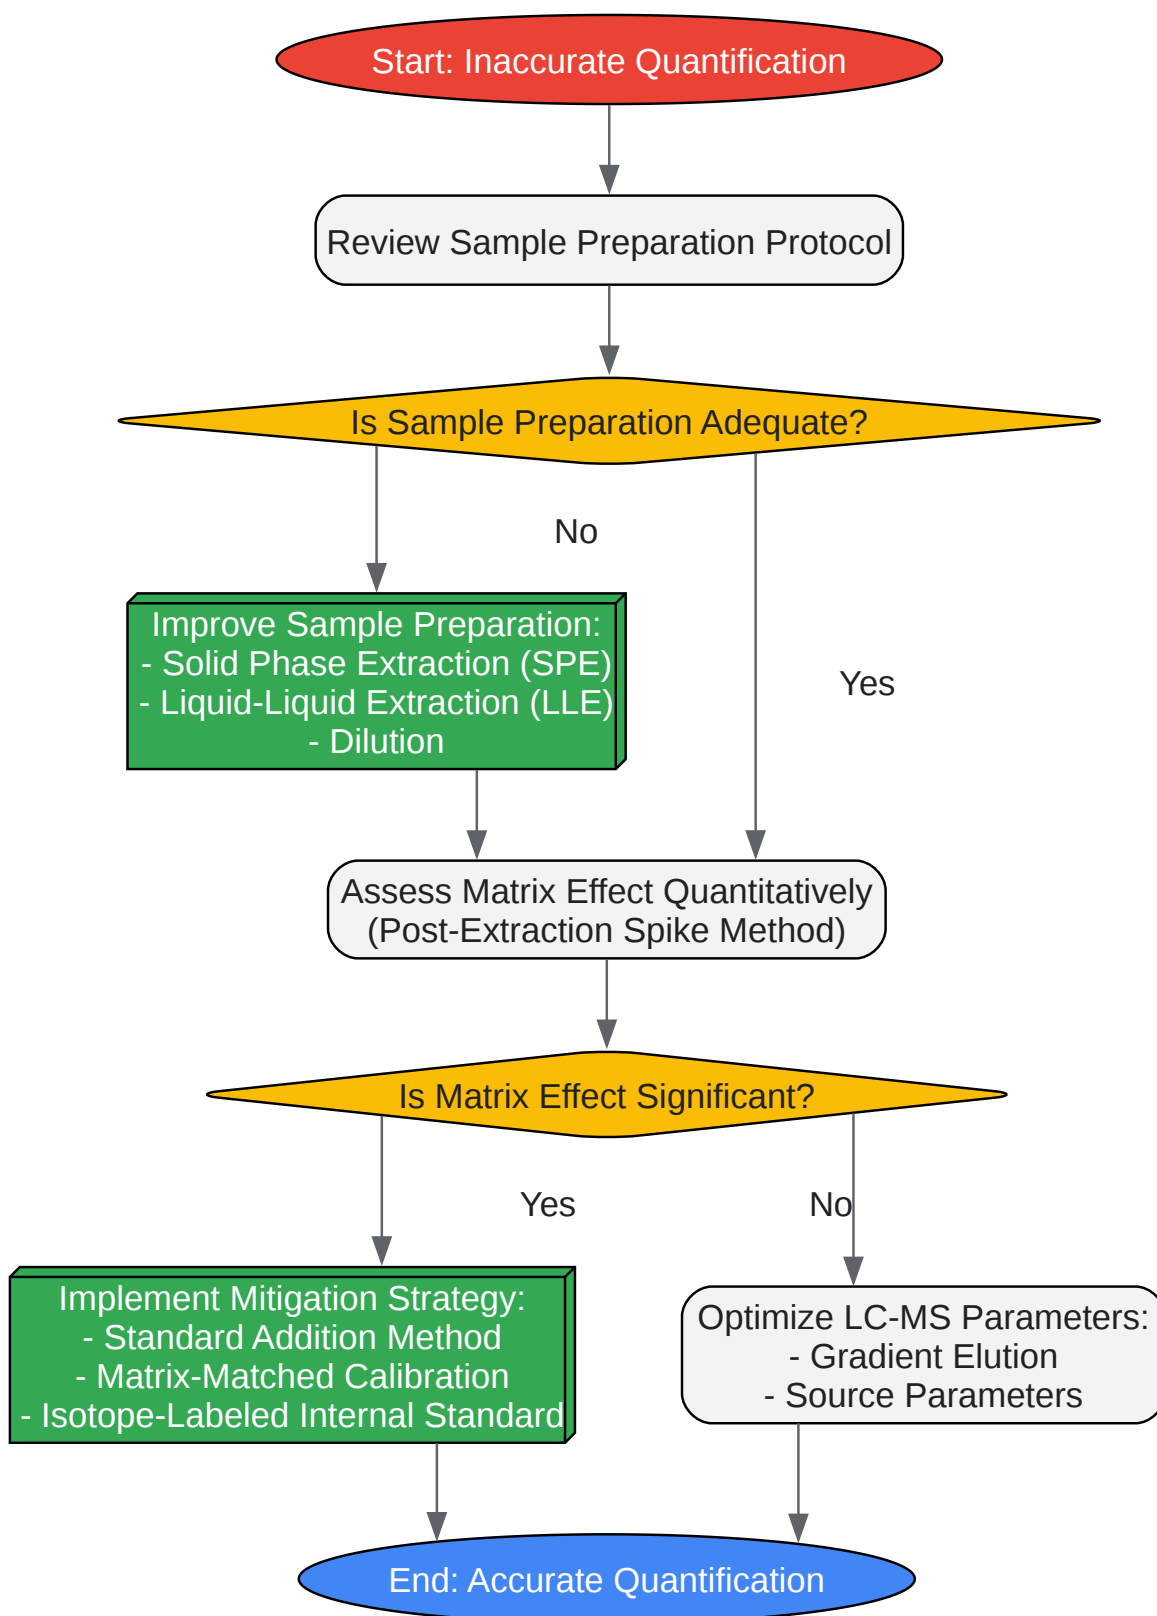 Start: Inaccurate Quantification
Review Sample Preparation Protocol
Is Sample Preparation Adequate?
No
Improve Sample Preparation:
- Solid Phase Extraction (SPE)
- Liquid-Liquid Extraction (LLE)
- Dilution
Yes
Assess Matrix Effect Quantitatively
(Post-Extraction Spike Method)
Is Matrix Effect Significant?
Yes
No
Implement Mitigation Strategy:
- Standard Addition Method
- Matrix-Matched Calibration
- Isotope-Labeled Internal Standard
Optimize LC-MS Parameters:
- Gradient Elution
- Source Parameters
End: Accurate Quantification